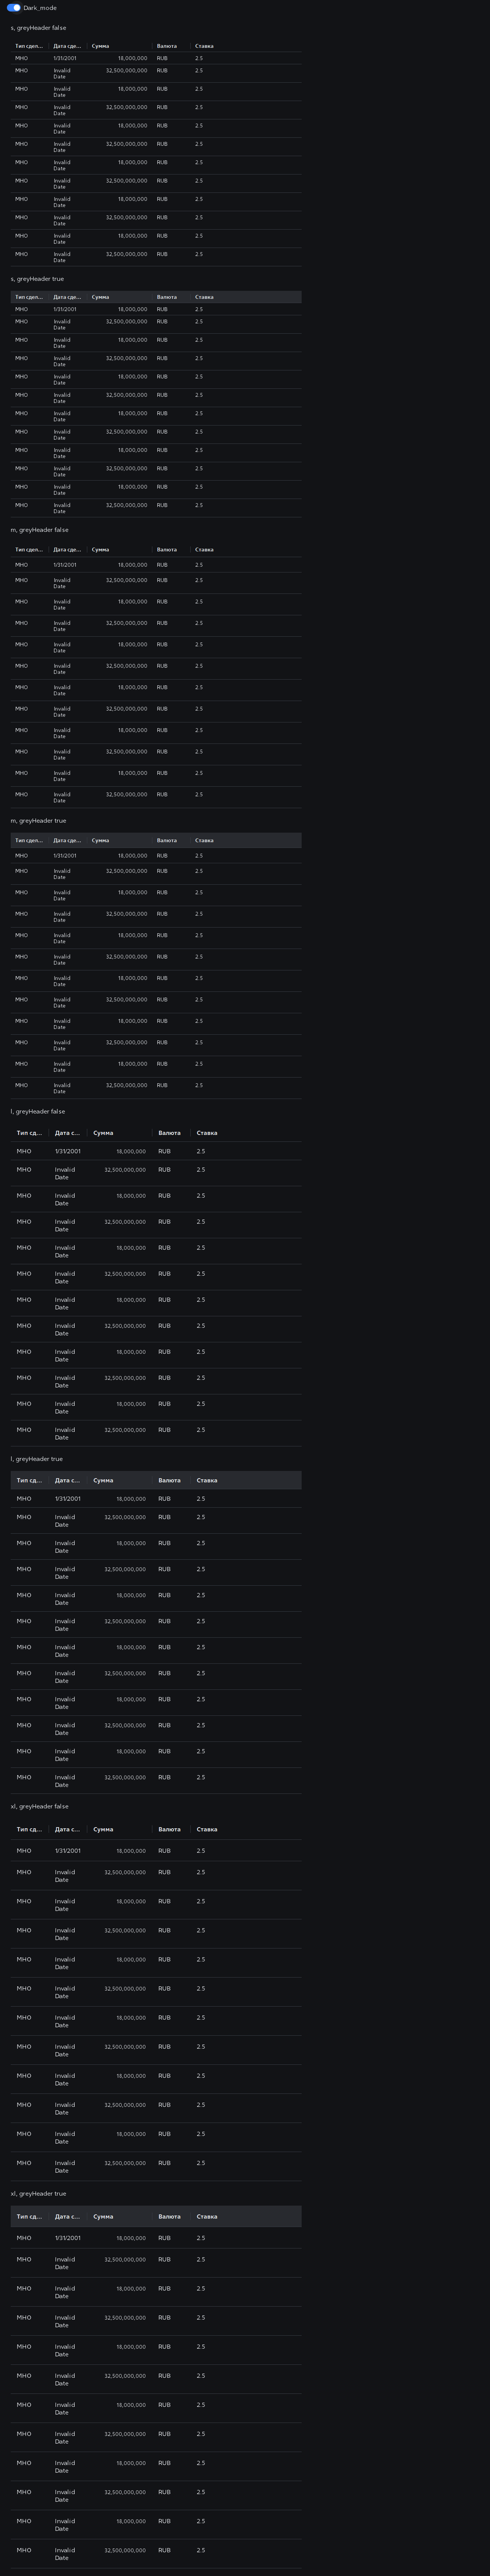 Dark_mode
s, greyHeader false
Тип сдел... Дата сде... Сумма Валюта Ставка
МНО 1/31/2001 18,000,000 RUB 2.5
МНО Invalid Date 32,500,000,000 RUB 2.5
МНО Invalid Date 18,000,000 RUB 2.5
МНО Invalid Date 32,500,000,000 RUB 2.5
МНО Invalid Date 18,000,000 RUB 2.5
МНО Invalid Date 32,500,000,000 RUB 2.5
МНО Invalid Date 18,000,000 RUB 2.5
МНО Invalid Date 32,500,000,000 RUB 2.5
МНО Invalid Date 18,000,000 RUB 2.5
МНО Invalid Date 32,500,000,000 RUB 2.5
МНО Invalid Date 18,000,000 RUB 2.5
МНО Invalid Date 32,500,000,000 RUB 2.5
s, greyHeader true
Тип сдел... Дата сде... Сумма Валюта Ставка
МНО 1/31/2001 18,000,000 RUB 2.5
МНО Invalid Date 32,500,000,000 RUB 2.5
МНО Invalid Date 18,000,000 RUB 2.5
МНО Invalid Date 32,500,000,000 RUB 2.5
МНО Invalid Date 18,000,000 RUB 2.5
МНО Invalid Date 32,500,000,000 RUB 2.5
МНО Invalid Date 18,000,000 RUB 2.5
МНО Invalid Date 32,500,000,000 RUB 2.5
МНО Invalid Date 18,000,000 RUB 2.5
МНО Invalid Date 32,500,000,000 RUB 2.5
МНО Invalid Date 18,000,000 RUB 2.5
МНО Invalid Date 32,500,000,000 RUB 2.5
m, greyHeader false
Тип сдел... Дата сде... Сумма Валюта Ставка
МНО 1/31/2001 18,000,000 RUB 2.5
МНО Invalid Date 32,500,000,000 RUB 2.5
МНО Invalid Date 18,000,000 RUB 2.5
МНО Invalid Date 32,500,000,000 RUB 2.5
МНО Invalid Date 18,000,000 RUB 2.5
МНО Invalid Date 32,500,000,000 RUB 2.5
МНО Invalid Date 18,000,000 RUB 2.5
МНО Invalid Date 32,500,000,000 RUB 2.5
МНО Invalid Date 18,000,000 RUB 2.5
МНО Invalid Date 32,500,000,000 RUB 2.5
МНО Invalid Date 18,000,000 RUB 2.5
МНО Invalid Date 32,500,000,000 RUB 2.5
m, greyHeader true
Тип сдел... Дата сде... Сумма Валюта Ставка
МНО 1/31/2001 18,000,000 RUB 2.5
МНО Invalid Date 32,500,000,000 RUB 2.5
МНО Invalid Date 18,000,000 RUB 2.5
МНО Invalid Date 32,500,000,000 RUB 2.5
МНО Invalid Date 18,000,000 RUB 2.5
МНО Invalid Date 32,500,000,000 RUB 2.5
МНО Invalid Date 18,000,000 RUB 2.5
МНО Invalid Date 32,500,000,000 RUB 2.5
МНО Invalid Date 18,000,000 RUB 2.5
МНО Invalid Date 32,500,000,000 RUB 2.5
МНО Invalid Date 18,000,000 RUB 2.5
МНО Invalid Date 32,500,000,000 RUB 2.5
l, greyHeader false
Тип сд... Дата с... Сумма Валюта Ставка
МНО 1/31/2001 18,000,000 RUB 2.5
МНО Invalid Date 32,500,000,000 RUB 2.5
МНО Invalid Date 18,000,000 RUB 2.5
МНО Invalid Date 32,500,000,000 RUB 2.5
МНО Invalid Date 18,000,000 RUB 2.5
МНО Invalid Date 32,500,000,000 RUB 2.5
МНО Invalid Date 18,000,000 RUB 2.5
МНО Invalid Date 32,500,000,000 RUB 2.5
МНО Invalid Date 18,000,000 RUB 2.5
МНО Invalid Date 32,500,000,000 RUB 2.5
МНО Invalid Date 18,000,000 RUB 2.5
МНО Invalid Date 32,500,000,000 RUB 2.5
l, greyHeader true
Тип сд... Дата с... Сумма Валюта Ставка
МНО 1/31/2001 18,000,000 RUB 2.5
МНО Invalid Date 32,500,000,000 RUB 2.5
МНО Invalid Date 18,000,000 RUB 2.5
МНО Invalid Date 32,500,000,000 RUB 2.5
МНО Invalid Date 18,000,000 RUB 2.5
МНО Invalid Date 32,500,000,000 RUB 2.5
МНО Invalid Date 18,000,000 RUB 2.5
МНО Invalid Date 32,500,000,000 RUB 2.5
МНО Invalid Date 18,000,000 RUB 2.5
МНО Invalid Date 32,500,000,000 RUB 2.5
МНО Invalid Date 18,000,000 RUB 2.5
МНО Invalid Date 32,500,000,000 RUB 2.5
xl, greyHeader false
Тип сд... Дата с... Сумма Валюта Ставка
МНО 1/31/2001 18,000,000 RUB 2.5
МНО Invalid Date 32,500,000,000 RUB 2.5
МНО Invalid Date 18,000,000 RUB 2.5
МНО Invalid Date 32,500,000,000 RUB 2.5
МНО Invalid Date 18,000,000 RUB 2.5
МНО Invalid Date 32,500,000,000 RUB 2.5
МНО Invalid Date 18,000,000 RUB 2.5
МНО Invalid Date 32,500,000,000 RUB 2.5
МНО Invalid Date 18,000,000 RUB 2.5
МНО Invalid Date 32,500,000,000 RUB 2.5
МНО Invalid Date 18,000,000 RUB 2.5
МНО Invalid Date 32,500,000,000 RUB 2.5
xl, greyHeader true
Тип сд... Дата с... Сумма Валюта Ставка
МНО 1/31/2001 18,000,000 RUB 2.5
МНО Invalid Date 32,500,000,000 RUB 2.5
МНО Invalid Date 18,000,000 RUB 2.5
МНО Invalid Date 32,500,000,000 RUB 2.5
МНО Invalid Date 18,000,000 RUB 2.5
МНО Invalid Date 32,500,000,000 RUB 2.5
МНО Invalid Date 18,000,000 RUB 2.5
МНО Invalid Date 32,500,000,000 RUB 2.5
МНО Invalid Date 18,000,000 RUB 2.5
МНО Invalid Date 32,500,000,000 RUB 2.5
МНО Invalid Date 18,000,000 RUB 2.5
МНО Invalid Date 32,500,000,000 RUB 2.5